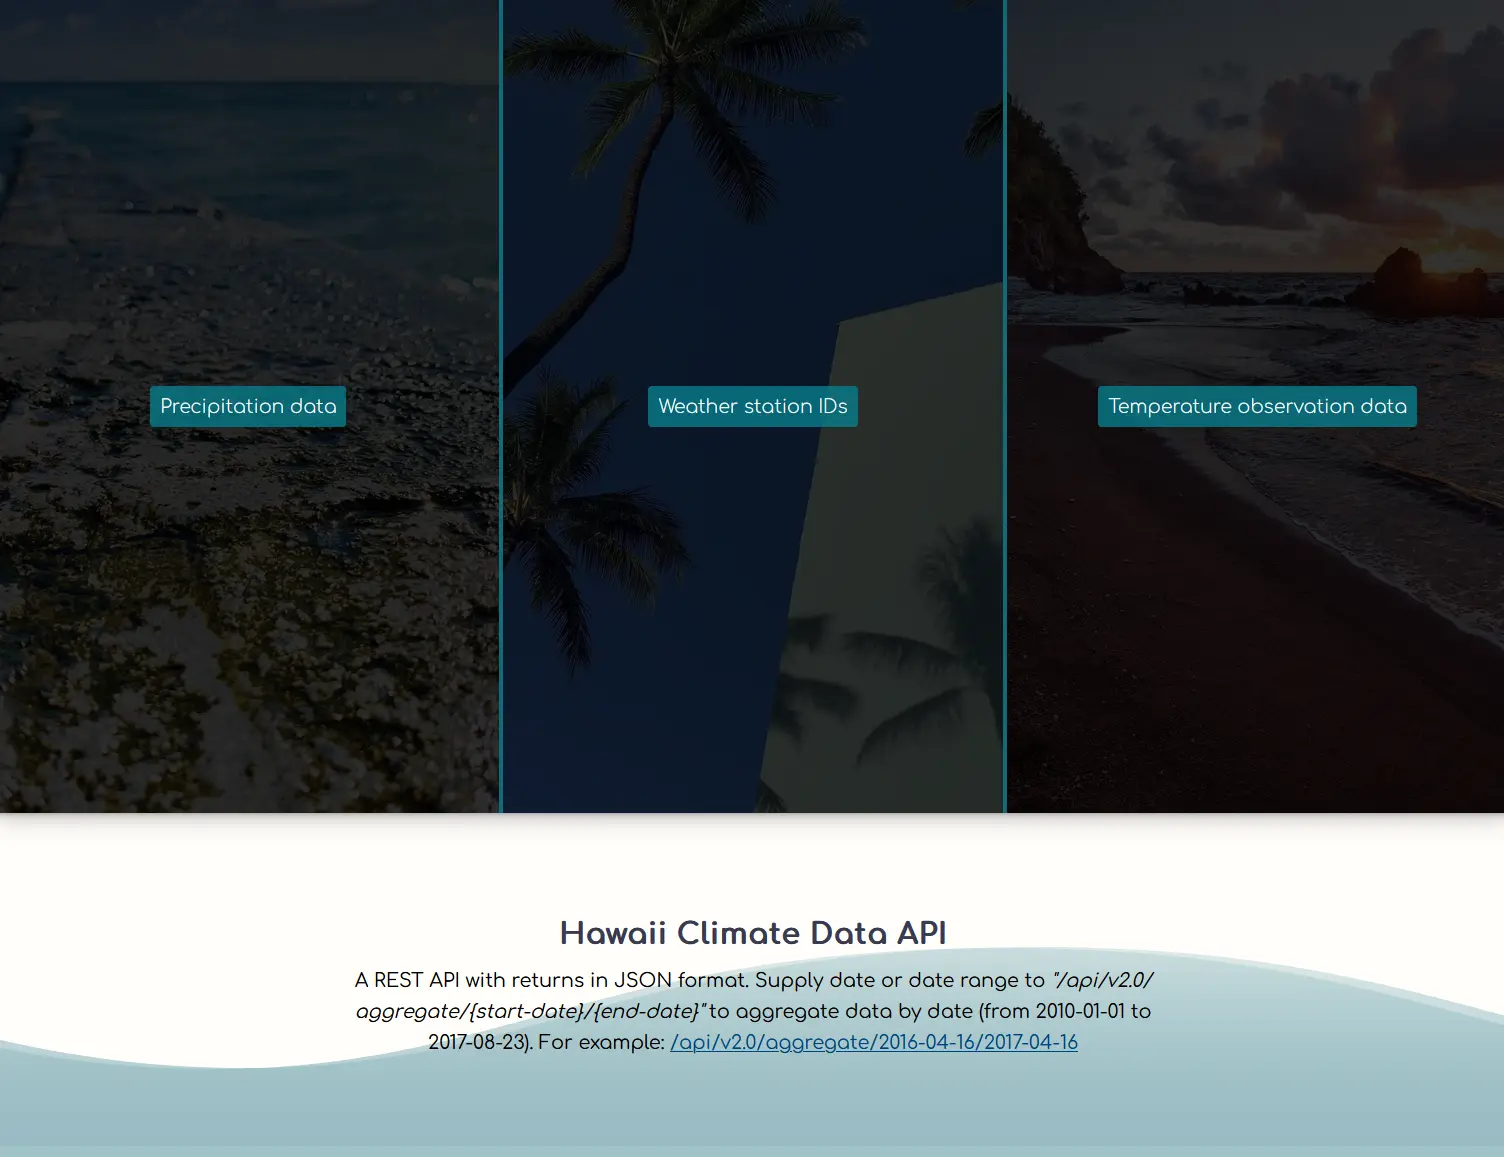 Precipitation data
Weather station IDs
Temperature observation data
Hawaii Climate Data API
A REST API with returns in JSON format. Supply date or date range to "/api/v2.0/
aggregate/{start-date}/{end-date}" to aggregate data by date (from 2010-01-01 to
2017-08-23). For example: /api/v2.0/aggregate/2016-04-16/2017-04-16